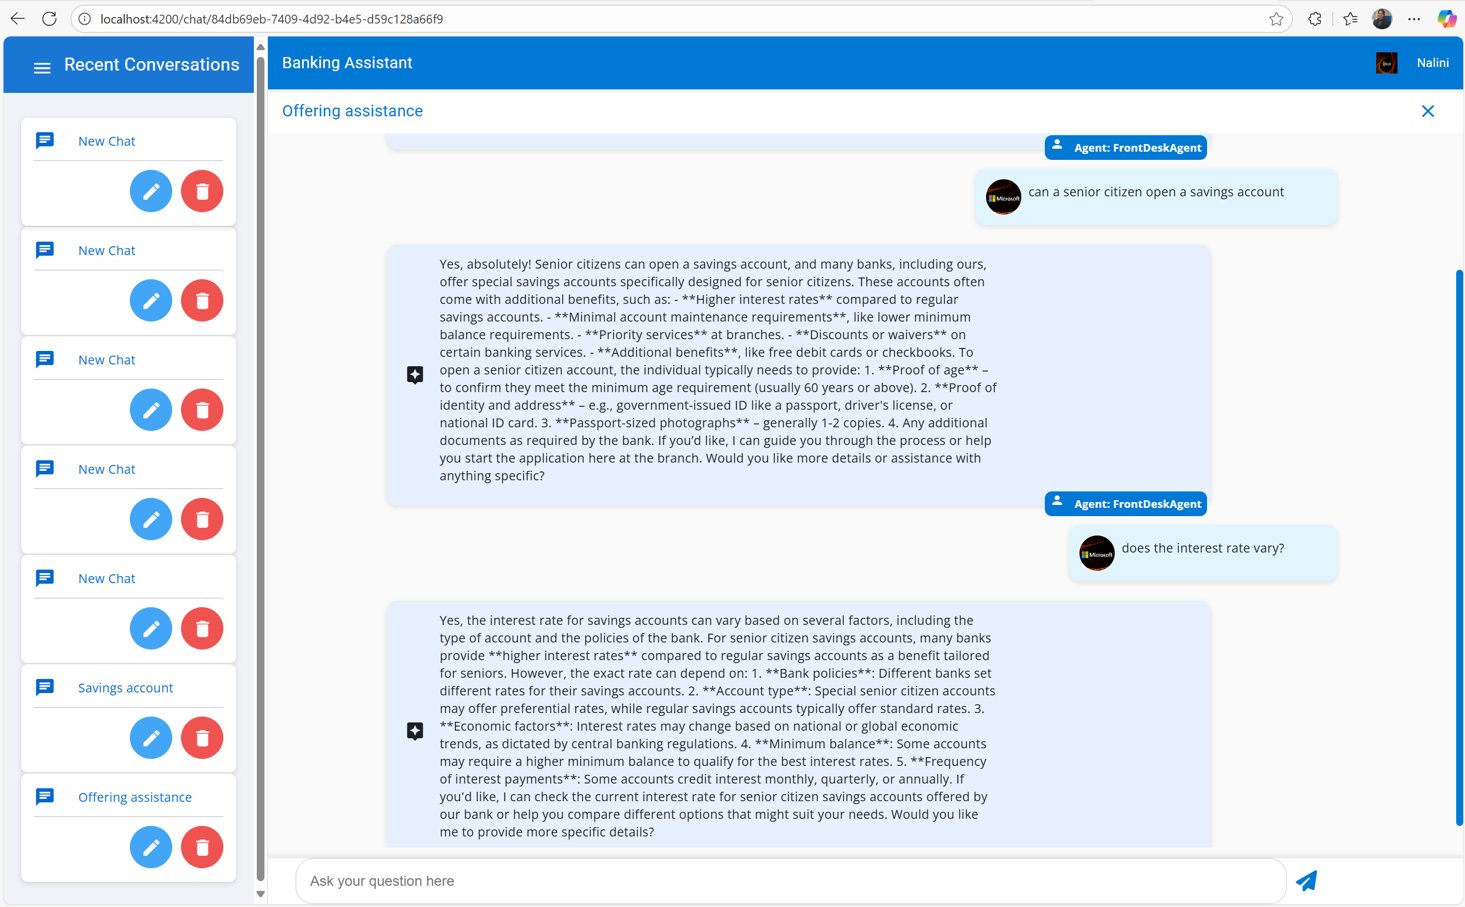 localhost:4200/chat/84db69eb-7409-4d92-b4e5-d59c128a66f9
Recent Conversations
New Chat
New Chat
New Chat
New Chat
New Chat
Savings account
Offering assistance
Banking Assistant
Nalini
Offering assistance
Agent: FrontDeskAgent
Microsoft
can a senior citizen open a savings account
Yes, absolutely! Senior citizens can open a savings account, and many banks, including ours,
offer special savings accounts specifically designed for senior citizens. These accounts often
come with additional benefits, such as: - **Higher interest rates** compared to regular
savings accounts. - **Minimal account maintenance requirements**, like lower minimum
balance requirements. - **Priority services** at branches. - **Discounts or waivers** on
certain banking services. - **Additional benefits**, like free debit cards or checkbooks. To
open a senior citizen account, the individual typically needs to provide: 1. **Proof of age** –
to confirm they meet the minimum age requirement (usually 60 years or above). 2. **Proof of
identity and address** – e.g., government-issued ID like a passport, driver's license, or
national ID card. 3. **Passport-sized photographs** – generally 1-2 copies. 4. Any additional
documents as required by the bank. If you’d like, I can guide you through the process or help
you start the application here at the branch. Would you like more details or assistance with
anything specific?
Agent: FrontDeskAgent
Microsoft
does the interest rate vary?
Yes, the interest rate for savings accounts can vary based on several factors, including the
type of account and the policies of the bank. For senior citizen savings accounts, many banks
provide **higher interest rates** compared to regular savings accounts as a benefit tailored
for seniors. However, the exact rate can depend on: 1. **Bank policies**: Different banks set
different rates for their savings accounts. 2. **Account type**: Special senior citizen accounts
may offer preferential rates, while regular savings accounts typically offer standard rates. 3.
**Economic factors**: Interest rates may change based on national or global economic
trends, as dictated by central banking regulations. 4. **Minimum balance**: Some accounts
may require a higher minimum balance to qualify for the best interest rates. 5. **Frequency
of interest payments**: Some accounts credit interest monthly, quarterly, or annually. If
you'd like, I can check the current interest rate for senior citizen savings accounts offered by
our bank or help you compare different options that might suit your needs. Would you like
me to provide more specific details?
Ask your question here